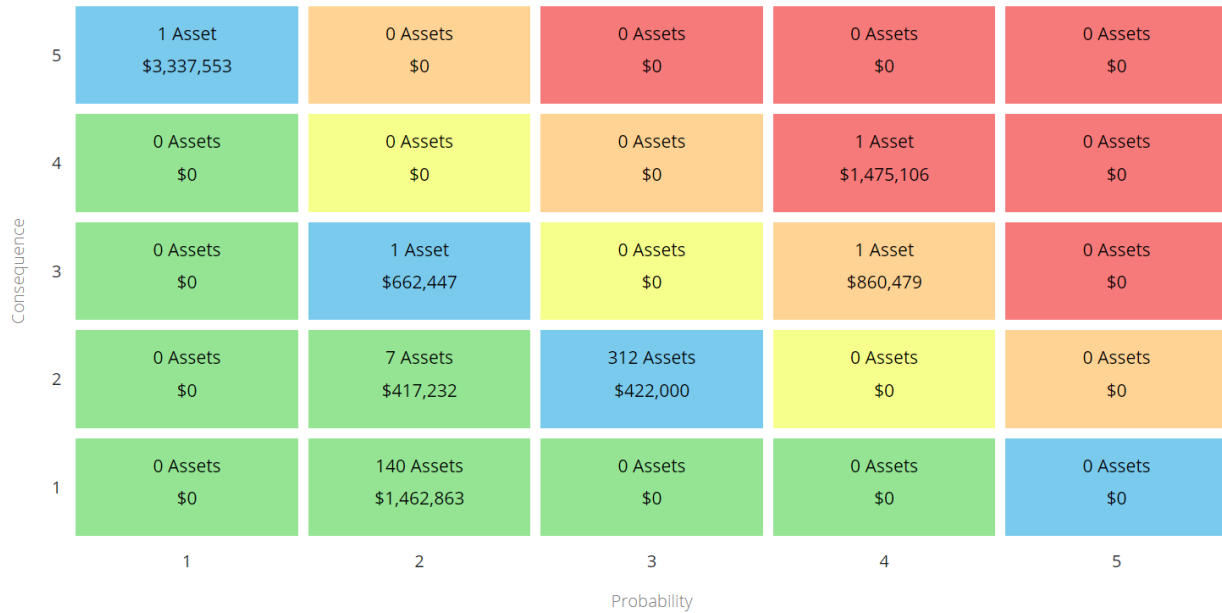 1 Asset
$3,337,553
0 Assets
$0
0 Assets
$0
0 Assets
$0
0 Assets
$0
5
0 Assets
$0
0 Assets
$0
0 Assets
$0
1 Asset
$1,475,106
0 Assets
$0
4
0 Assets
$0
1 Asset
$662,447
0 Assets
$0
1 Asset
$860,479
0 Assets
$0
3
Consequence
0 Assets
$0
7 Assets
$417,232
312 Assets
$422,000
0 Assets
$0
0 Assets
$0
2
0 Assets
$0
140 Assets
$1,462,863
0 Assets
$0
0 Assets
$0
0 Assets
$0
1
1
2
3
4
5
Probability